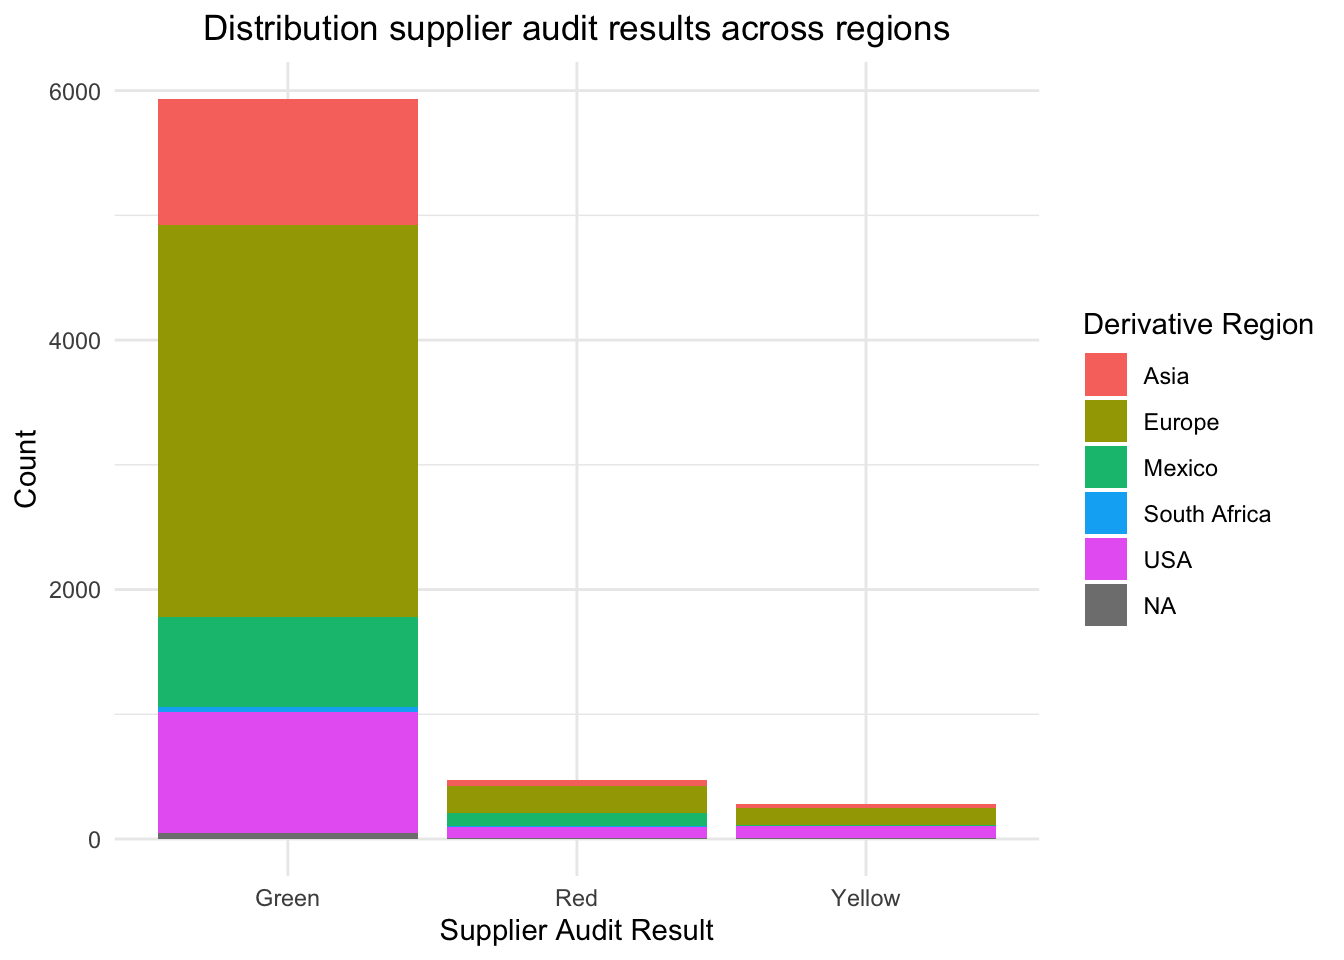 Distribution supplier audit results across regions
6000
4000
2000
0
Count
Green
Red
Yellow
Supplier Audit Result
Derivative Region
Asia
Europe
Mexico
South Africa
USA
NA